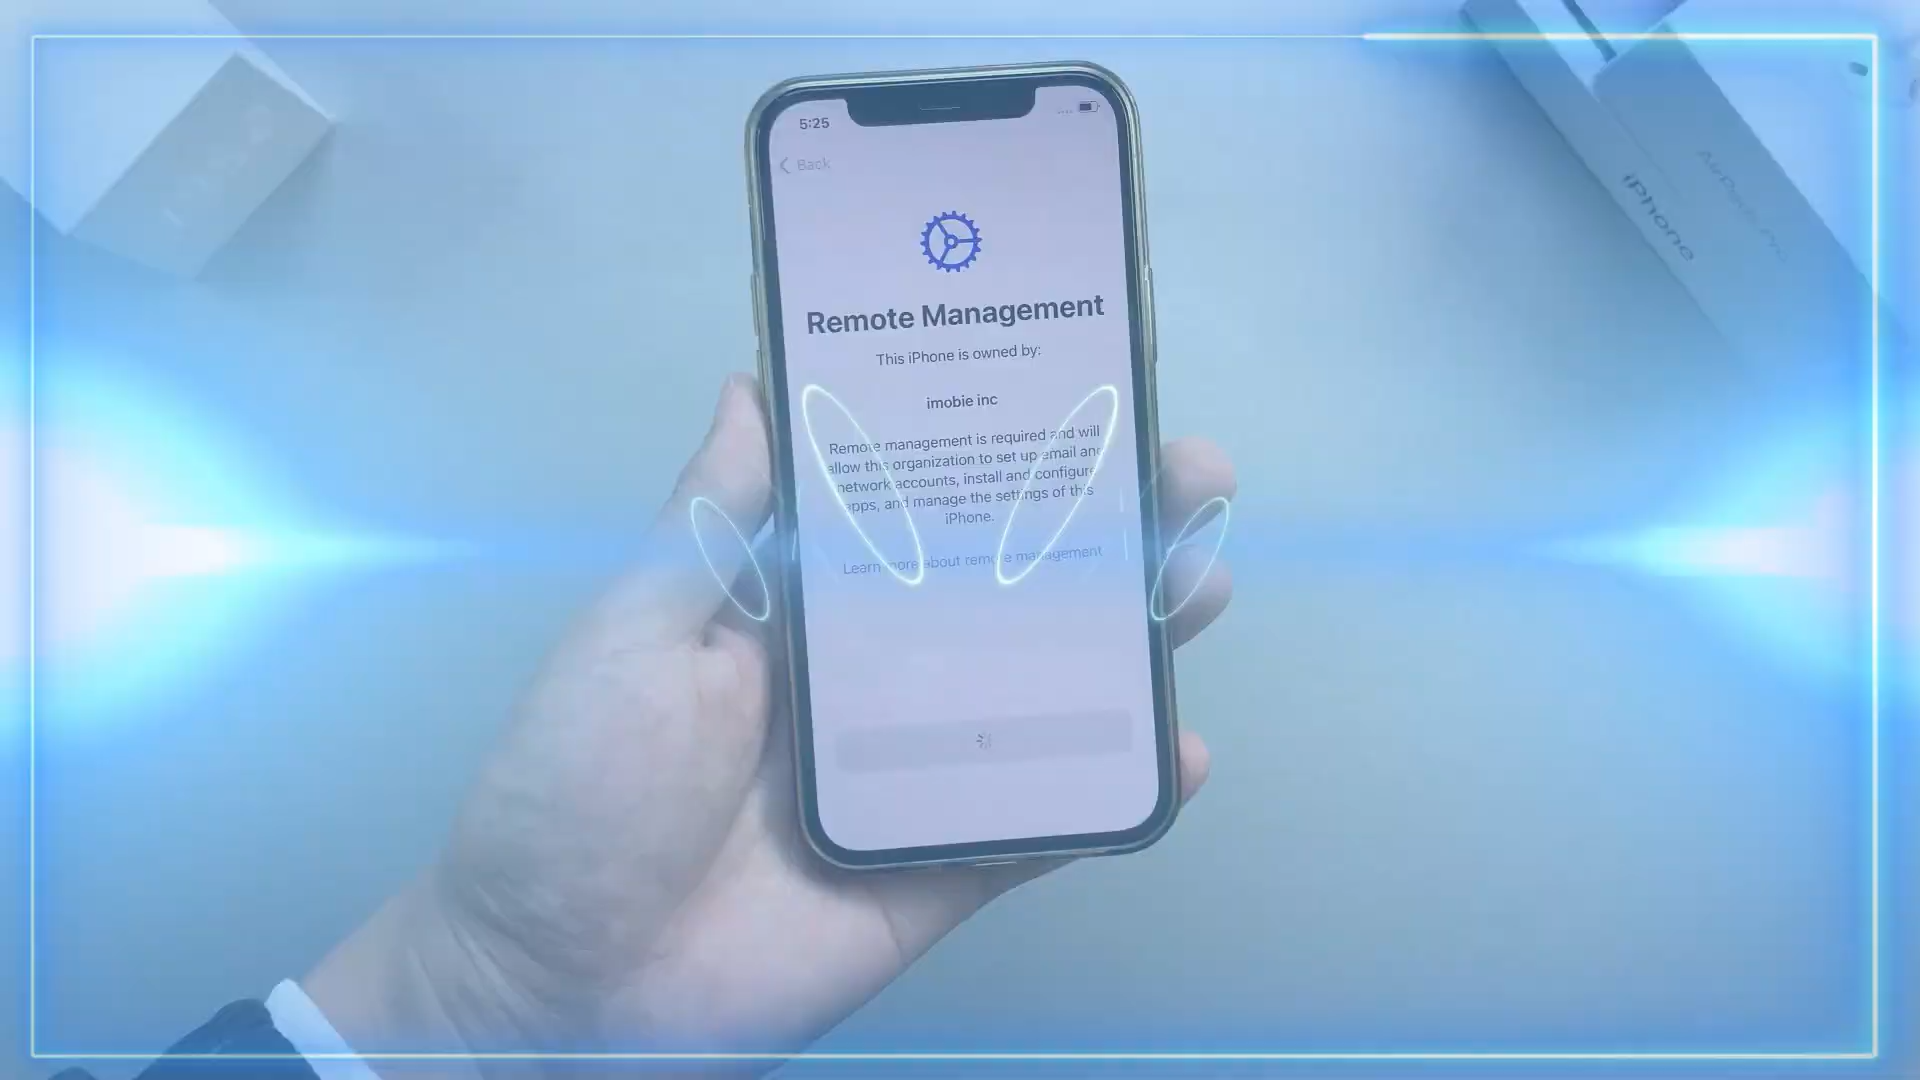 5:25
Back
Remote Management
This iPhone is owned by:
imobie inc
Remote management is required and will
allow this organization to set up email and
network accounts, install and configure
apps, and manage the settings of this
iPhone.
Learn more about remote management
iPhone
AirPods Pro